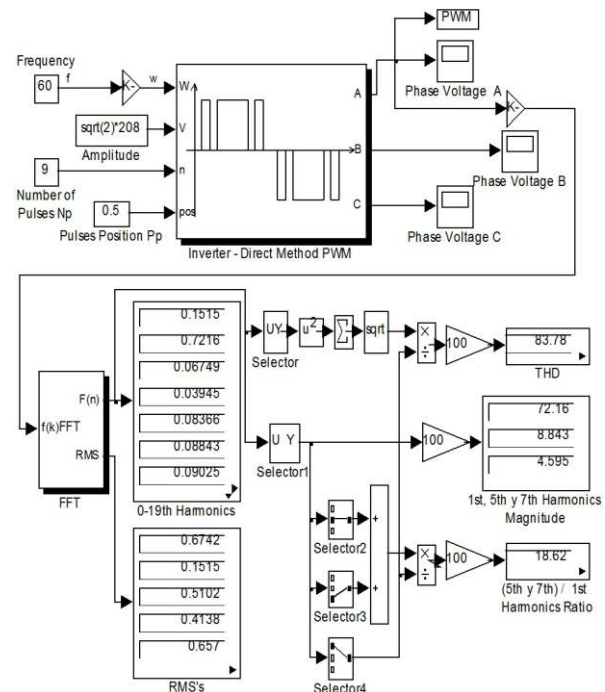 PWM
Frequency
f
w
60
K-
W
A
Phase Voltage A
K-
sqrt(2)*208
V
Amplitude
B
9
n
Phase Voltage B
Number of
Pulses Np
0.5
pos
C
Pulses Position Pp
Phase Voltage C
Inverter - Direct Method PWM
0.1515
0.7216
0.06749
0.03945
0.08366
0.08843
0.09025
0-19th Harmonics
UY
Selector
u²
Σ
sqrt
×
÷
100
83.78
THD
f(k)FFT
F(n)
RMS
FFT
U Y
Selector1
100
72.16
8.843
4.595
1st, 5th y 7th Harmonics
Magnitude
0.6742
0.1515
0.5102
0.4138
0.657
RMS's
Selector2
+
Selector3
+
Selector4
×
÷
100
18.62
(5th y 7th) / 1st
Harmonics Ratio